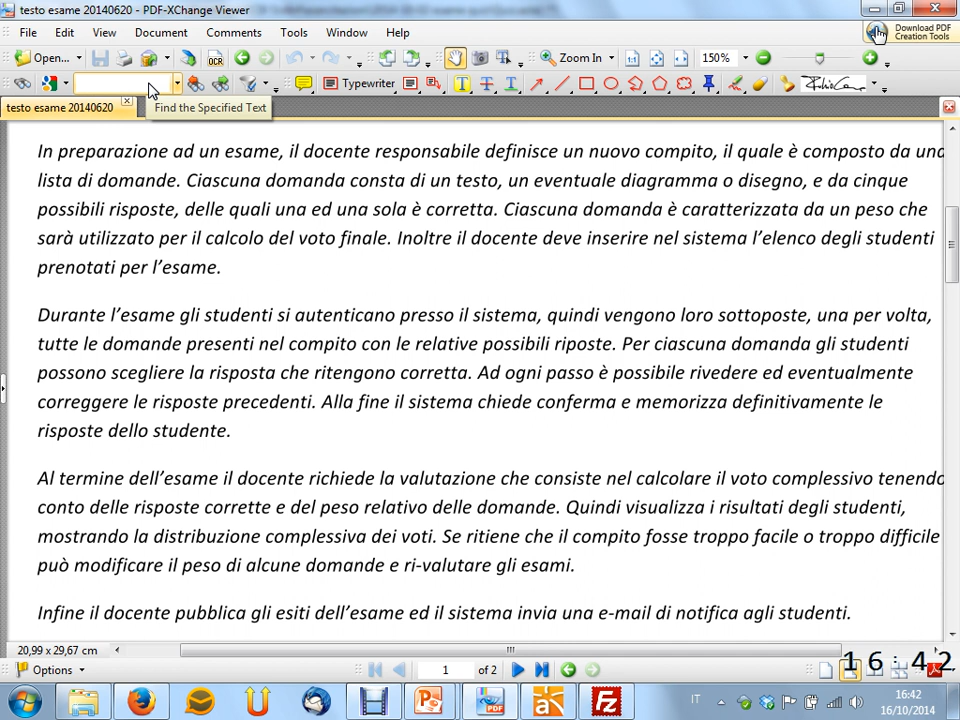 testo esame 20140620 - PDF-XChange Viewer
File Edit View Document Comments Tools Window Help
Download PDF
Creation Tools
Open... OCR Zoom In 150%
Typewriter
testo esame 20140620
Find the Specified Text
In preparazione ad un esame, il docente responsabile definisce un nuovo compito, il quale è composto da una
lista di domande. Ciascuna domanda consta di un testo, un eventuale diagramma o disegno, e da cinque
possibili risposte, delle quali una ed una sola è corretta. Ciascuna domanda è caratterizzata da un peso che
sarà utilizzato per il calcolo del voto finale. Inoltre il docente deve inserire nel sistema l’elenco degli studenti
prenotati per l’esame.
Durante l’esame gli studenti si autenticano presso il sistema, quindi vengono loro sottoposte, una per volta,
tutte le domande presenti nel compito con le relative possibili riposte. Per ciascuna domanda gli studenti
possono scegliere la risposta che ritengono corretta. Ad ogni passo è possibile rivedere ed eventualmente
correggere le risposte precedenti. Alla fine il sistema chiede conferma e memorizza definitivamente le
risposte dello studente.
Al termine dell’esame il docente richiede la valutazione che consiste nel calcolare il voto complessivo tenendo
conto delle risposte corrette e del peso relativo delle domande. Quindi visualizza i risultati degli studenti,
mostrando la distribuzione complessiva dei voti. Se ritiene che il compito fosse troppo facile o troppo difficile
può modificare il peso di alcune domande e ri-valutare gli esami.
Infine il docente pubblica gli esiti dell’esame ed il sistema invia una e-mail di notifica agli studenti.
20,99 x 29,67 cm
Options 1 of 2
16:42
IT 16:42
16/10/2014